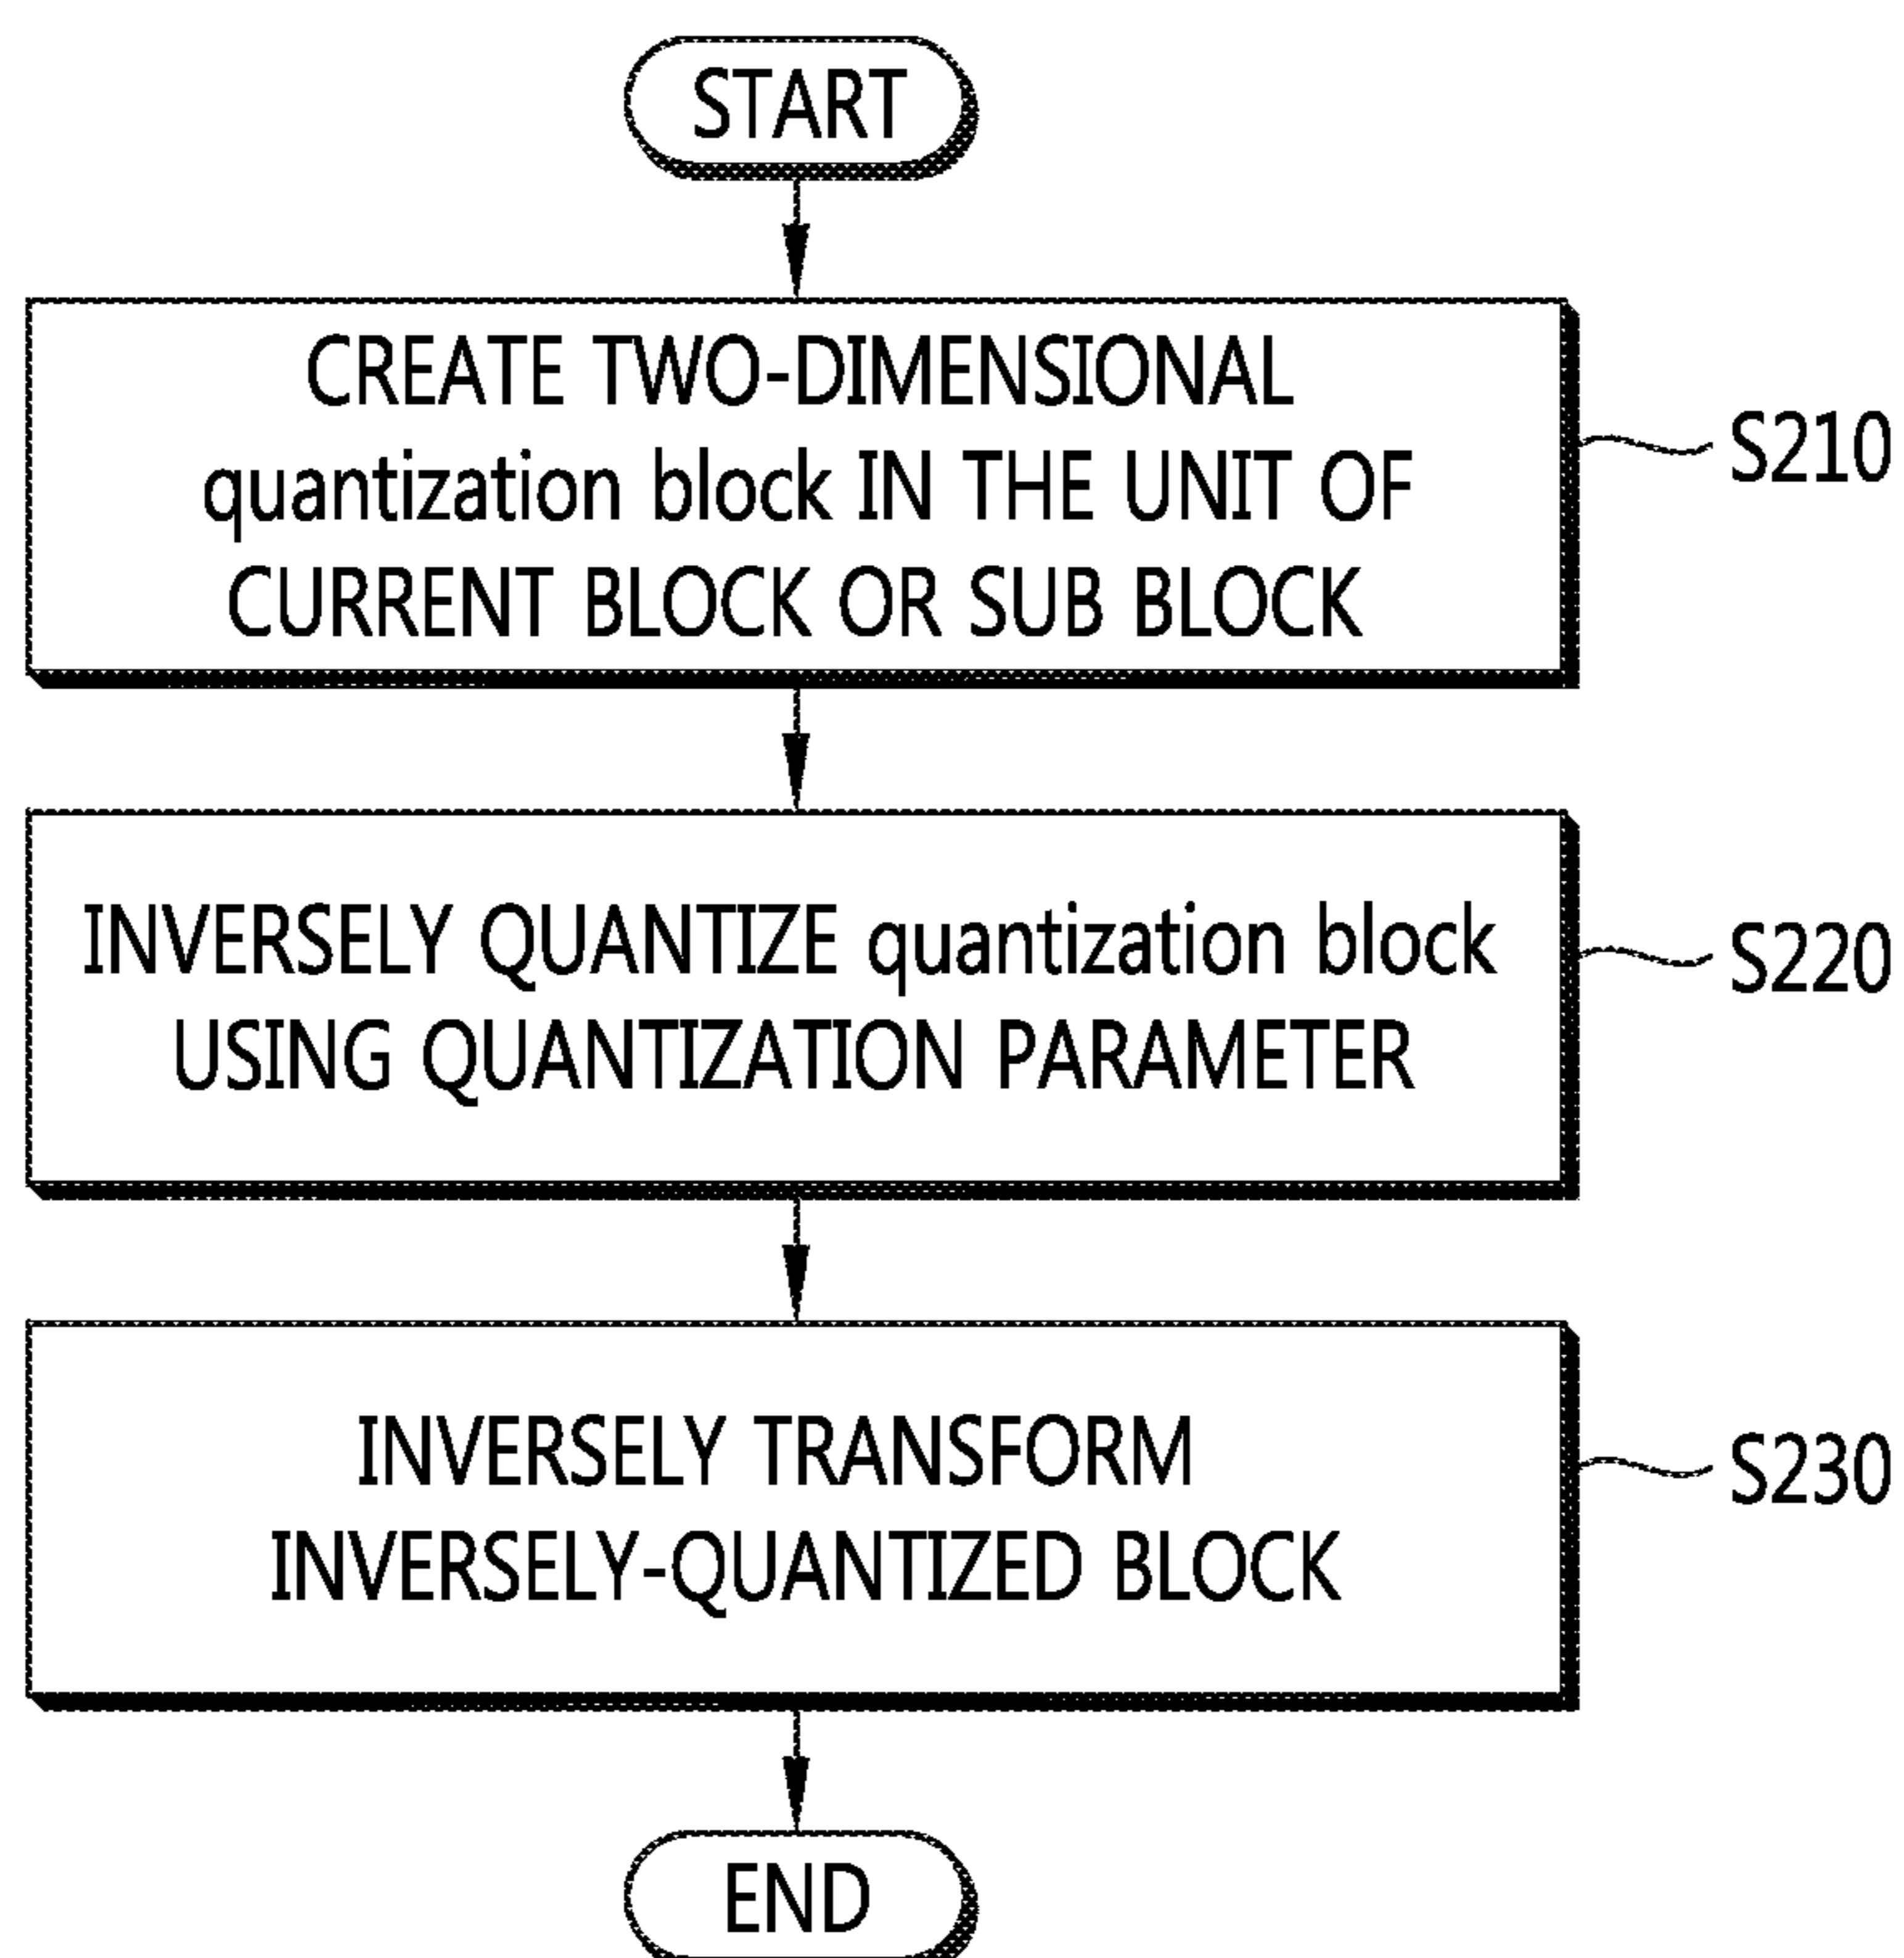 START
CREATE TWO-DIMENSIONAL
quantization block IN THE UNIT OF
CURRENT BLOCK OR SUB BLOCK
S210
INVERSELY QUANTIZE quantization block
USING QUANTIZATION PARAMETER
S220
INVERSELY TRANSFORM
INVERSELY-QUANTIZED BLOCK
S230
END